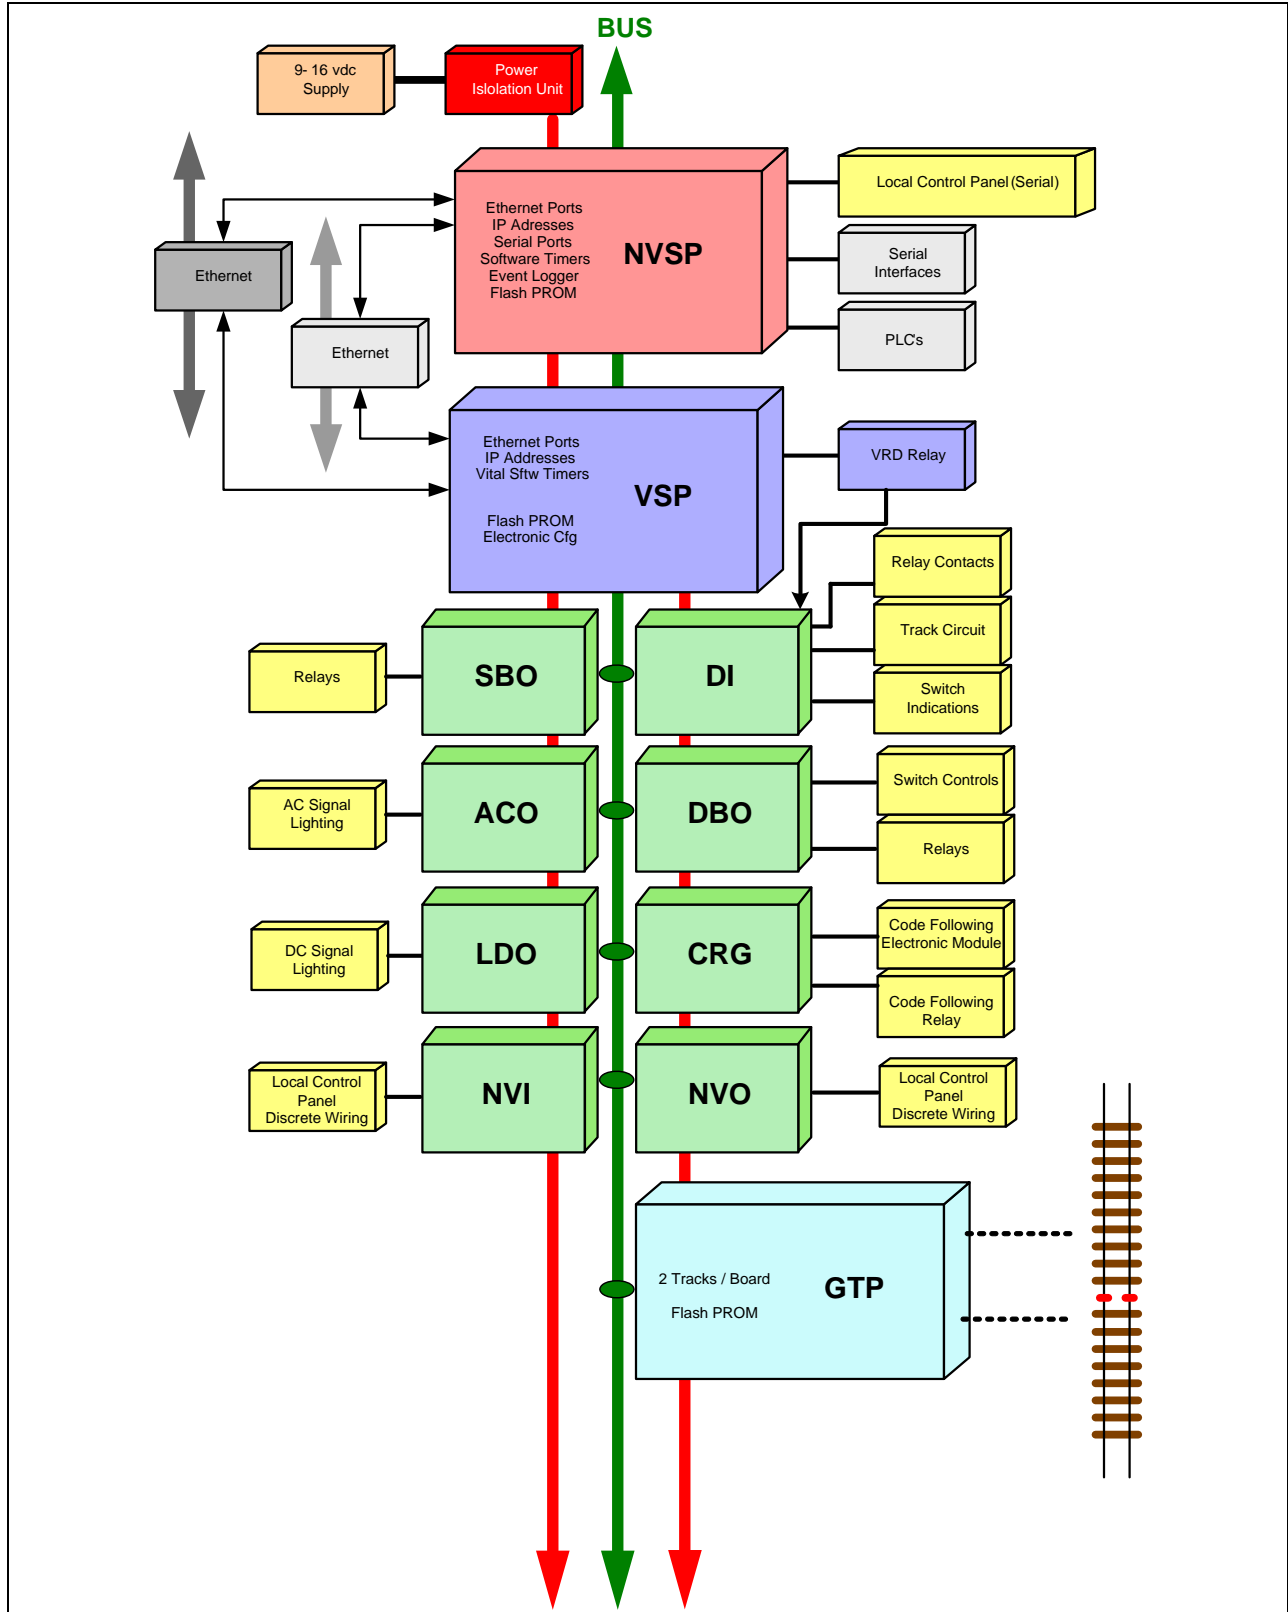 BUS
9- 16 vdc
Supply
Power
Islolation Unit
Ethernet Ports
IP Adresses
Serial Ports
Software Timers
Event Logger
Flash PROM
NVSP
Local Control Panel (Serial)
Serial
Interfaces
PLC's
Ethernet
Ethernet
Ethernet Ports
IP Addresses
Vital Sftw Timers
Flash PROM
Electronic Cfg
VSP
VRD Relay
Relay Contacts
Track Circuit
Switch
Indications
Relays
SBO
DI
AC Signal
Lighting
ACO
DBO
Switch Controls
Relays
DC Signal
Lighting
LDO
CRG
Code Following
Electronic Module
Code Following
Relay
Local Control
Panel
Discrete Wiring
NVI
NVO
Local Control
Panel
Discrete Wiring
2 Tracks / Board
Flash PROM
GTP